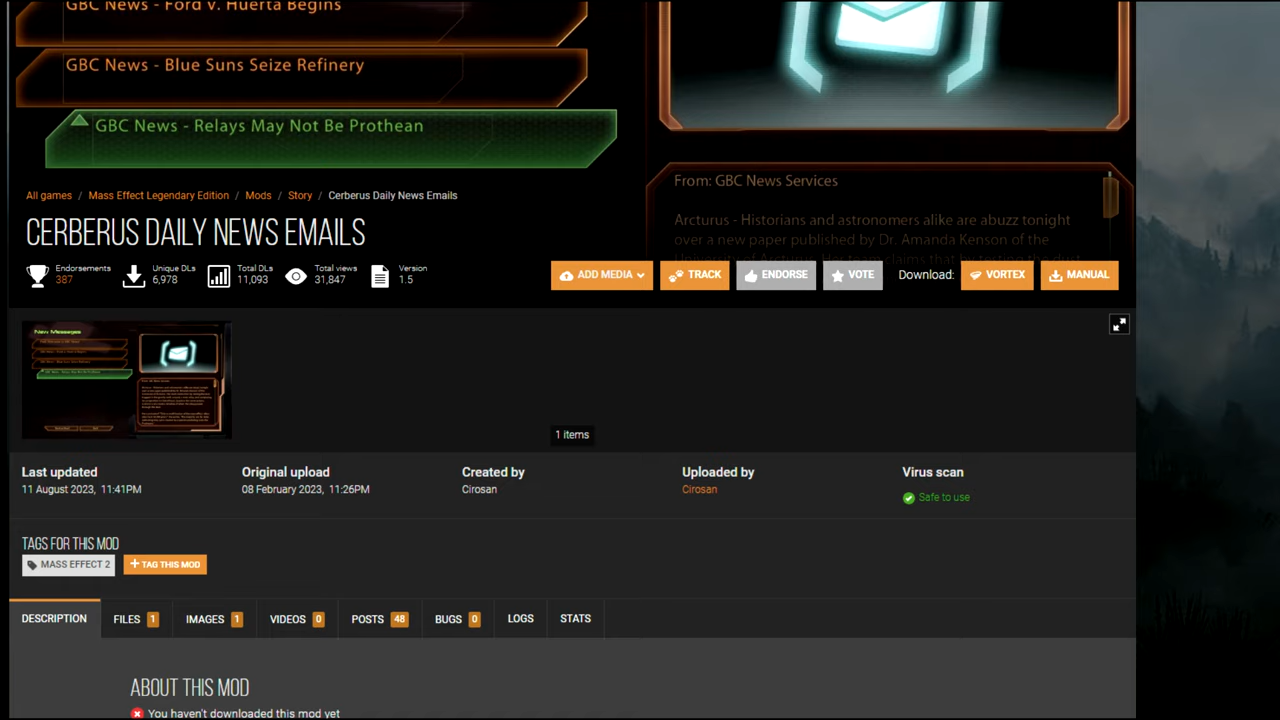 GBC News - Ford v. Huerta Begins
GBC News - Blue Suns Seize Refinery
GBC News - Relays May Not Be Prothean
From: GBC News Services
Arcturus - Historians and astronomers alike are abuzz tonight
over a new paper published by Dr. Amanda Kenson of the
All games / Mass Effect Legendary Edition / Mods / Story / Cerberus Daily News Emails
CERBERUS DAILY NEWS EMAILS
Endorsements
387
Unique DLs
6,978
Total DLs
11,093
Total views
31,847
Version
1.5
ADD MEDIA
TRACK
ENDORSE
VOTE
Download:
VORTEX
MANUAL
New Messages
1 items
Last updated
11 August 2023, 11:41PM
Original upload
08 February 2023, 11:26PM
Created by
Cirosan
Uploaded by
Cirosan
Virus scan
Safe to use
TAGS FOR THIS MOD
MASS EFFECT 2
+ TAG THIS MOD
DESCRIPTION
FILES 1
IMAGES 1
VIDEOS 0
POSTS 48
BUGS 0
LOGS
STATS
ABOUT THIS MOD
You haven't downloaded this mod yet